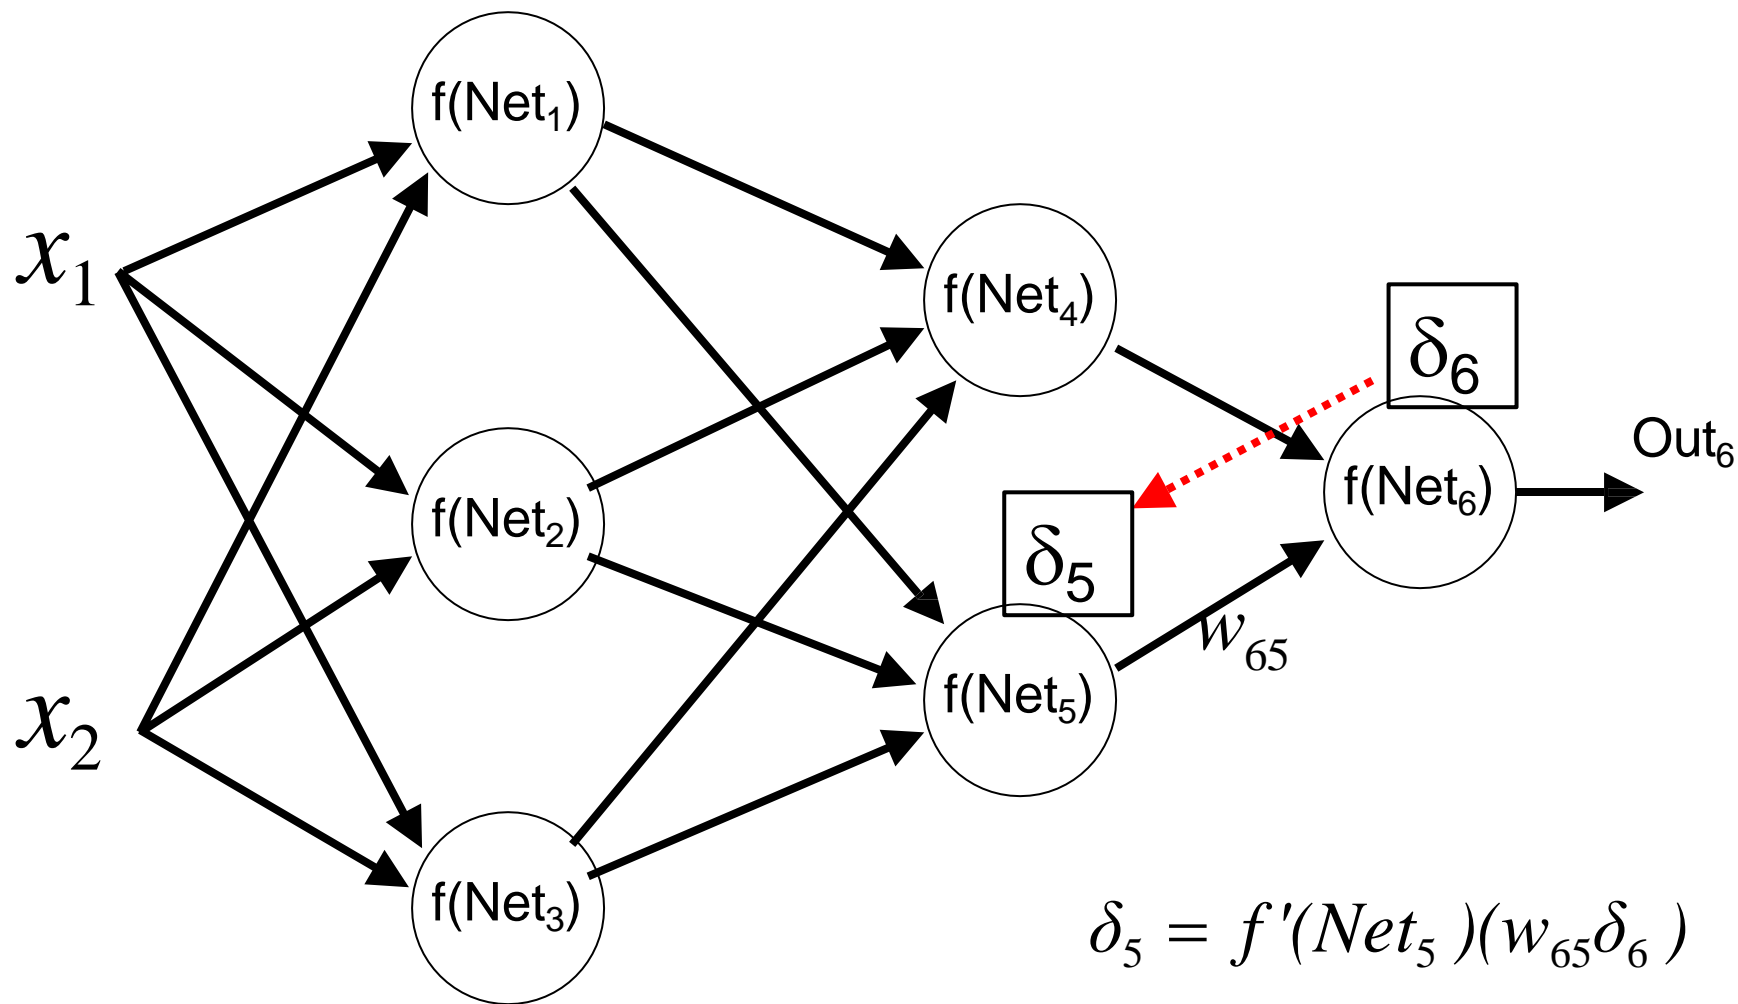 f(Net₁)
x₁
f(Net₄)
δ₆
Out₆
f(Net₆)
f(Net₂)
δ₅
w₆₅
f(Net₅)
x₂
f(Net₃)
δ₅ = f'(Net₅)(w₆₅δ₆)